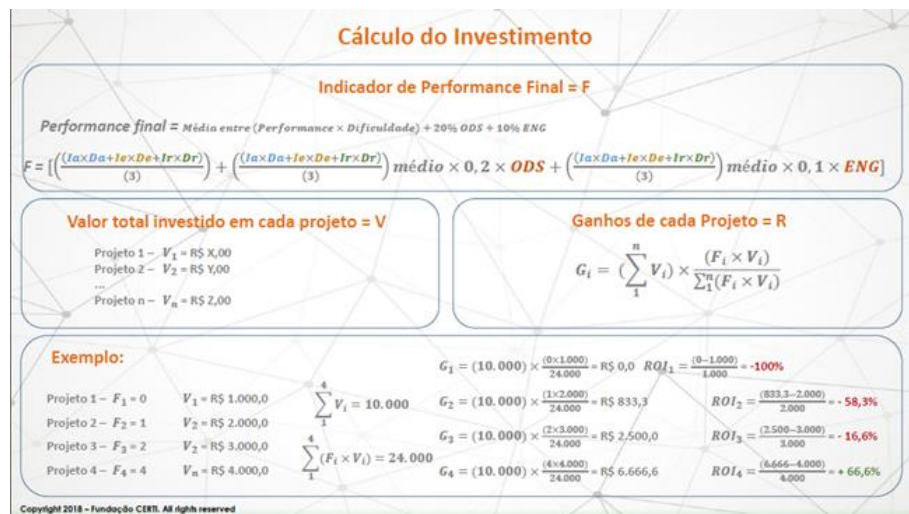 Cálculo do Investimento
Indicador de Performance Final = F
Performance final = Média entre (Performance × Dificuldade) + 20% ODS + 10% ENG
F = [((Ia×Da+Ie×De+Ir×Dr)/(3)) + ((Ia×Da+Ie×De+Ir×Dr)/(3)) médio × 0,2 × ODS + ((Ia×Da+Ie×De+Ir×Dr)/(3)) médio × 0,1 × ENG]
Valor total investido em cada projeto = V
Projeto 1 – V₁ = R$ X,00
Projeto 2 – V₂ = R$ Y,00
...
Projeto n – Vₙ = R$ Z,00
Ganhos de cada Projeto = R
Gᵢ = (∑₁ⁿ Vᵢ) × (Fᵢ × Vᵢ)/∑₁ⁿ(Fᵢ × Vᵢ)
Exemplo:
Projeto 1 – F₁ = 0 V₁ = R$ 1.000,0
Projeto 2 – F₂ = 1 V₂ = R$ 2.000,0
Projeto 3 – F₃ = 2 V₂ = R$ 3.000,0
Projeto 4 – F₄ = 4 Vₙ = R$ 4.000,0
∑₁⁴ Vᵢ = 10.000
∑₁⁴ (Fᵢ × Vᵢ) = 24.000
G₁ = (10.000) × (0×1.000)/24.000 = R$ 0,0 ROI₁ = (0−1.000)/1.000 = -100%
G₂ = (10.000) × (1×2.000)/24.000 = R$ 833,3 ROI₂ = (833,3−2.000)/2.000 = - 58,3%
G₃ = (10.000) × (2×3.000)/24.000 = R$ 2.500,0 ROI₃ = (2.500−3.000)/3.000 = - 16,6%
G₄ = (10.000) × (4×4.000)/24.000 = R$ 6.666,6 ROI₄ = (6.666−4.000)/4.000 = + 66,6%
Copyright 2018 – Fundação CERTI. All rights reserved